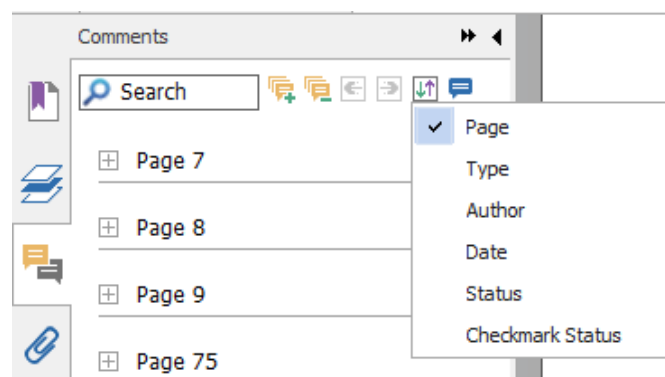 Comments
Search
Page 7
Page 8
Page 9
Page 75
Page
Type
Author
Date
Status
Checkmark Status